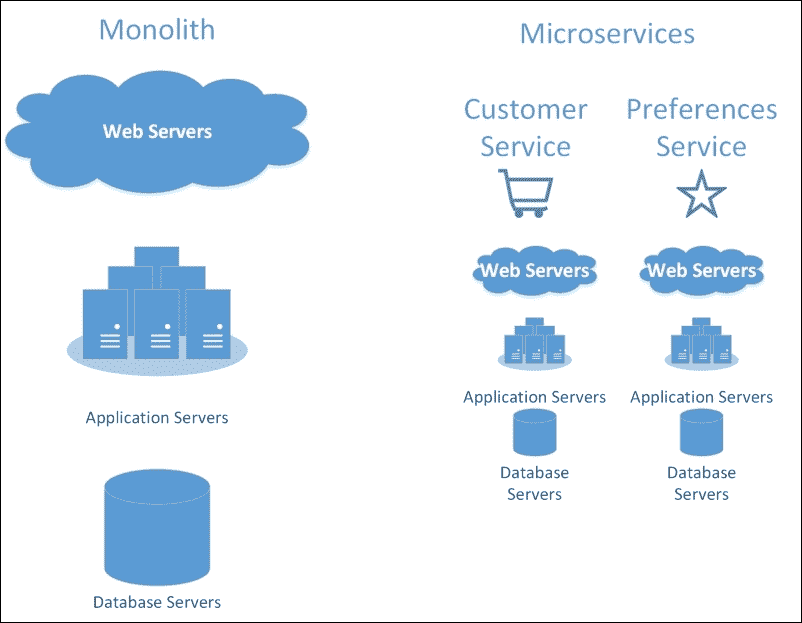 Monolith
Web Servers
Application Servers
Database Servers
Microservices
Customer
Service
Web Servers
Application Servers
Database
Servers
Preferences
Service
Web Servers
Application Servers
Database
Servers